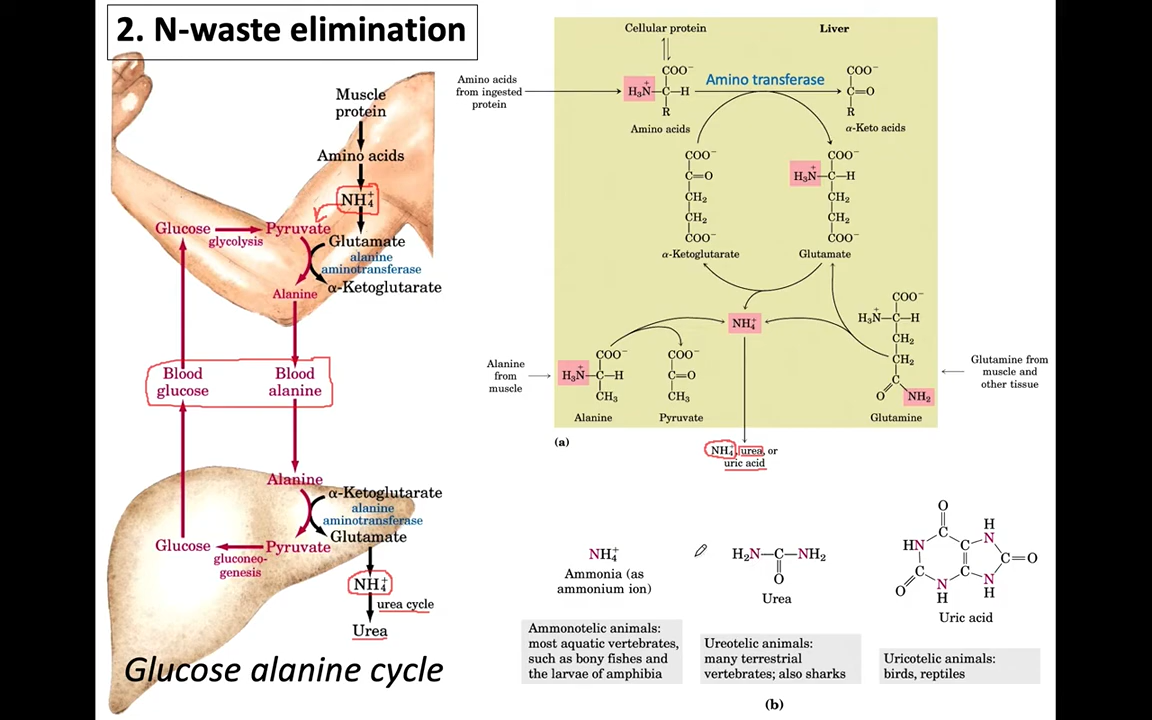 2. N-waste elimination
Muscle
protein
Amino acids
NH₄⁺
Glucose
glycolysis
Pyruvate
Glutamate
alanine
aminotransferase
Alanine
α-Ketoglutarate
Blood
glucose
Blood
alanine
Alanine
α-Ketoglutarate
alanine
aminotransferase
Glutamate
Glucose
gluconeo-
genesis
Pyruvate
NH₄⁺
urea cycle
Urea
Glucose alanine cycle
Cellular protein
Liver
Amino acids
from ingested
protein
COO⁻
H₃N⁺—C—H
R
Amino acids
Amino transferase
COO⁻
C=O
R
α-Keto acids
COO⁻
C=O
CH₂
CH₂
COO⁻
α-Ketoglutarate
COO⁻
H₃N⁺—C—H
CH₂
CH₂
COO⁻
Glutamate
NH₄⁺
Alanine
from
muscle
COO⁻
H₃N⁺—C—H
CH₃
Alanine
COO⁻
C=O
CH₃
Pyruvate
COO⁻
H₃N⁺—C—H
CH₂
CH₂
C
O NH₂
Glutamine
Glutamine from
muscle and
other tissue
(a)
NH₄⁺, urea, or
uric acid
NH₄⁺
Ammonia (as
ammonium ion)
H₂N—C—NH₂
O
Urea
O
H
C N
HN C
C=O
C C
O N N
H H
Uric acid
Ammonotelic animals:
most aquatic vertebrates,
such as bony fishes and
the larvae of amphibia
Ureotelic animals:
many terrestrial
vertebrates; also sharks
Uricotelic animals:
birds, reptiles
(b)